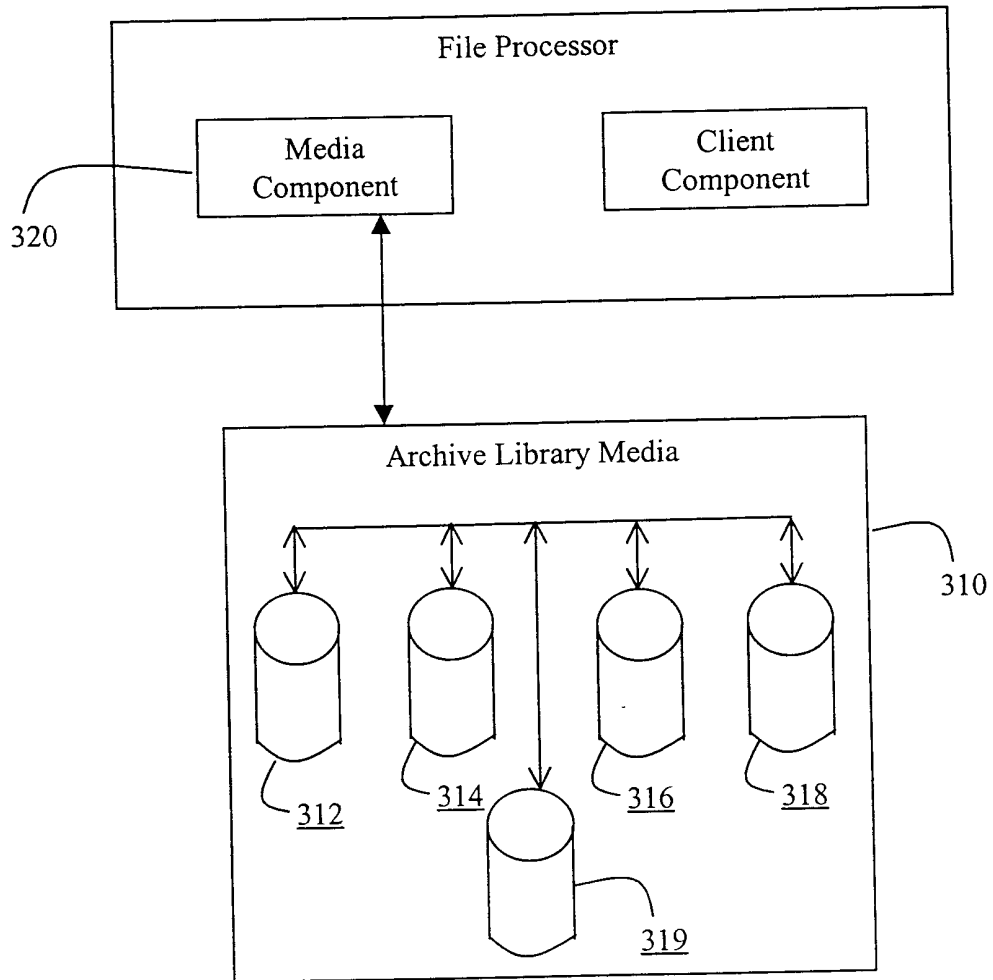 File Processor
Media
Component
Client
Component
320
Archive Library Media
310
312
314
316
318
319